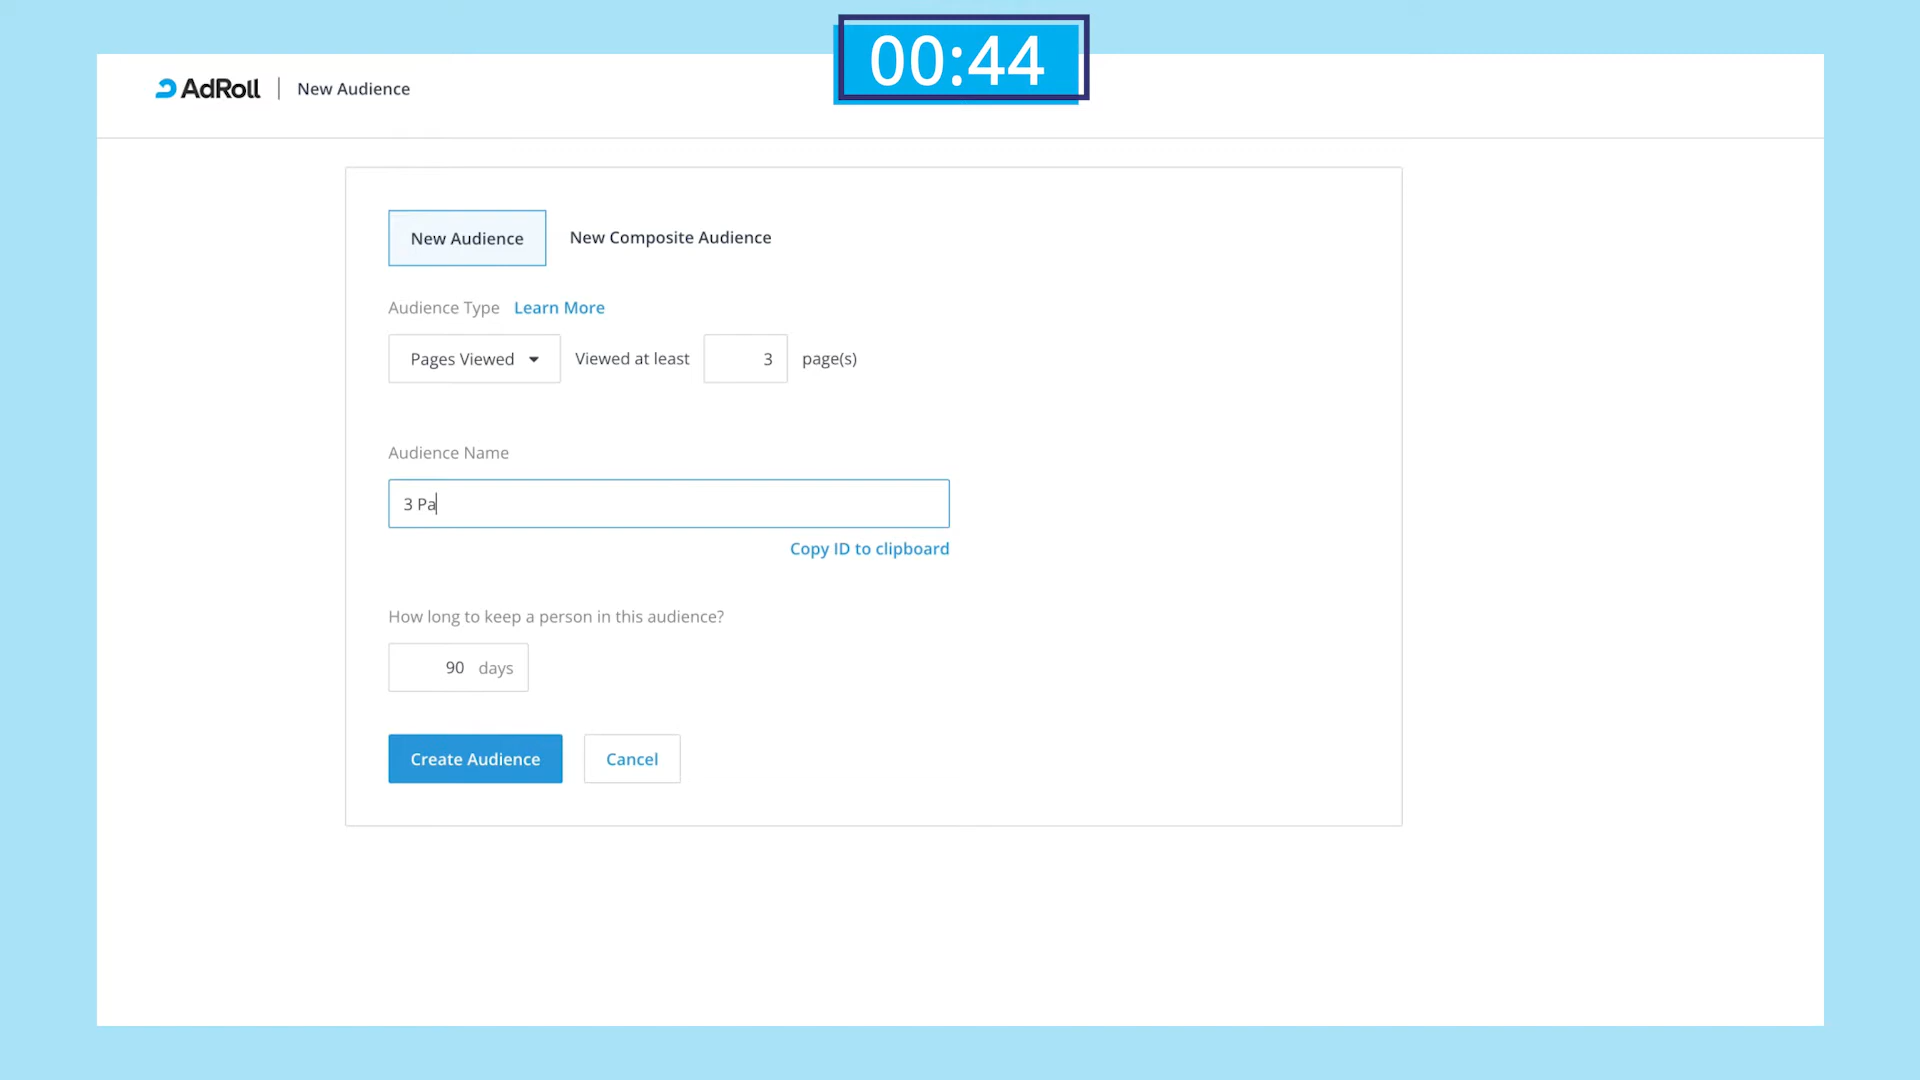 00:44
AdRoll New Audience
New Audience New Composite Audience
Audience Type Learn More
Pages Viewed Viewed at least 3 page(s)
Audience Name
3 Pa
Copy ID to clipboard
How long to keep a person in this audience?
90 days
Create Audience Cancel